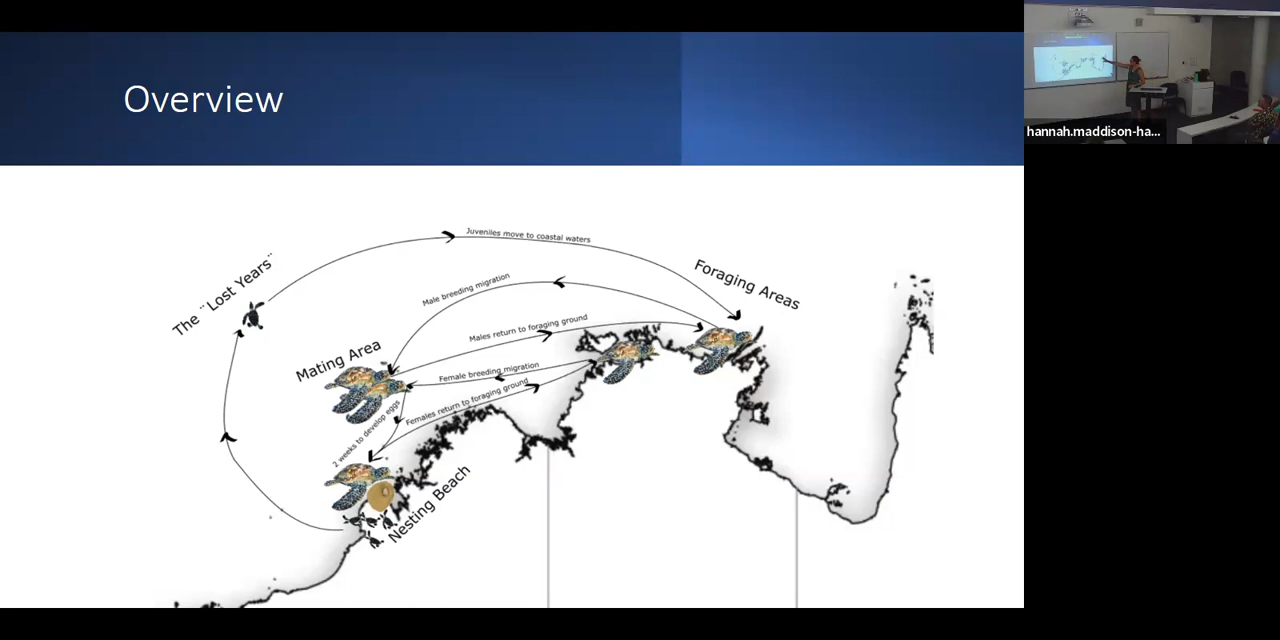 Overview
hannah.maddison-ha...
Juveniles move to coastal waters
The "Lost Years"
Foraging Areas
Male breeding migration
Males return to foraging ground
Mating Area
Female breeding migration
Females return to foraging ground
2 weeks to develop eggs
Nesting Beach